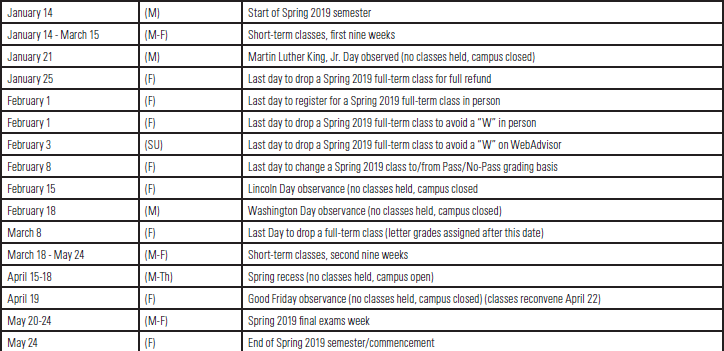 January 14 (M) Start of Spring 2019 semester
January 14 - March 15 (M-F) Short-term classes, first nine weeks
January 21 (M) Martin Luther King, Jr. Day observed (no classes held, campus closed)
January 25 (F) Last day to drop a Spring 2019 full-term class for full refund
February 1 (F) Last day to register for a Spring 2019 full-term class in person
February 1 (F) Last day to drop a Spring 2019 full-term class to avoid a "W" in person
February 3 (SU) Last day to drop a Spring 2019 full-term class to avoid a "W" on WebAdvisor
February 8 (F) Last day to change a Spring 2019 class to/from Pass/No-Pass grading basis
February 15 (F) Lincoln Day observance (no classes held, campus closed
February 18 (M) Washington Day observance (no classes held, campus closed)
March 8 (F) Last Day to drop a full-term class (letter grades assigned after this date)
March 18 - May 24 (M-F) Short-term classes, second nine weeks
April 15-18 (M-Th) Spring recess (no classes held, campus open)
April 19 (F) Good Friday observance (no classes held, campus closed) (classes reconvene April 22)
May 20-24 (M-F) Spring 2019 final exams week
May 24 (F) End of Spring 2019 semester/commencement